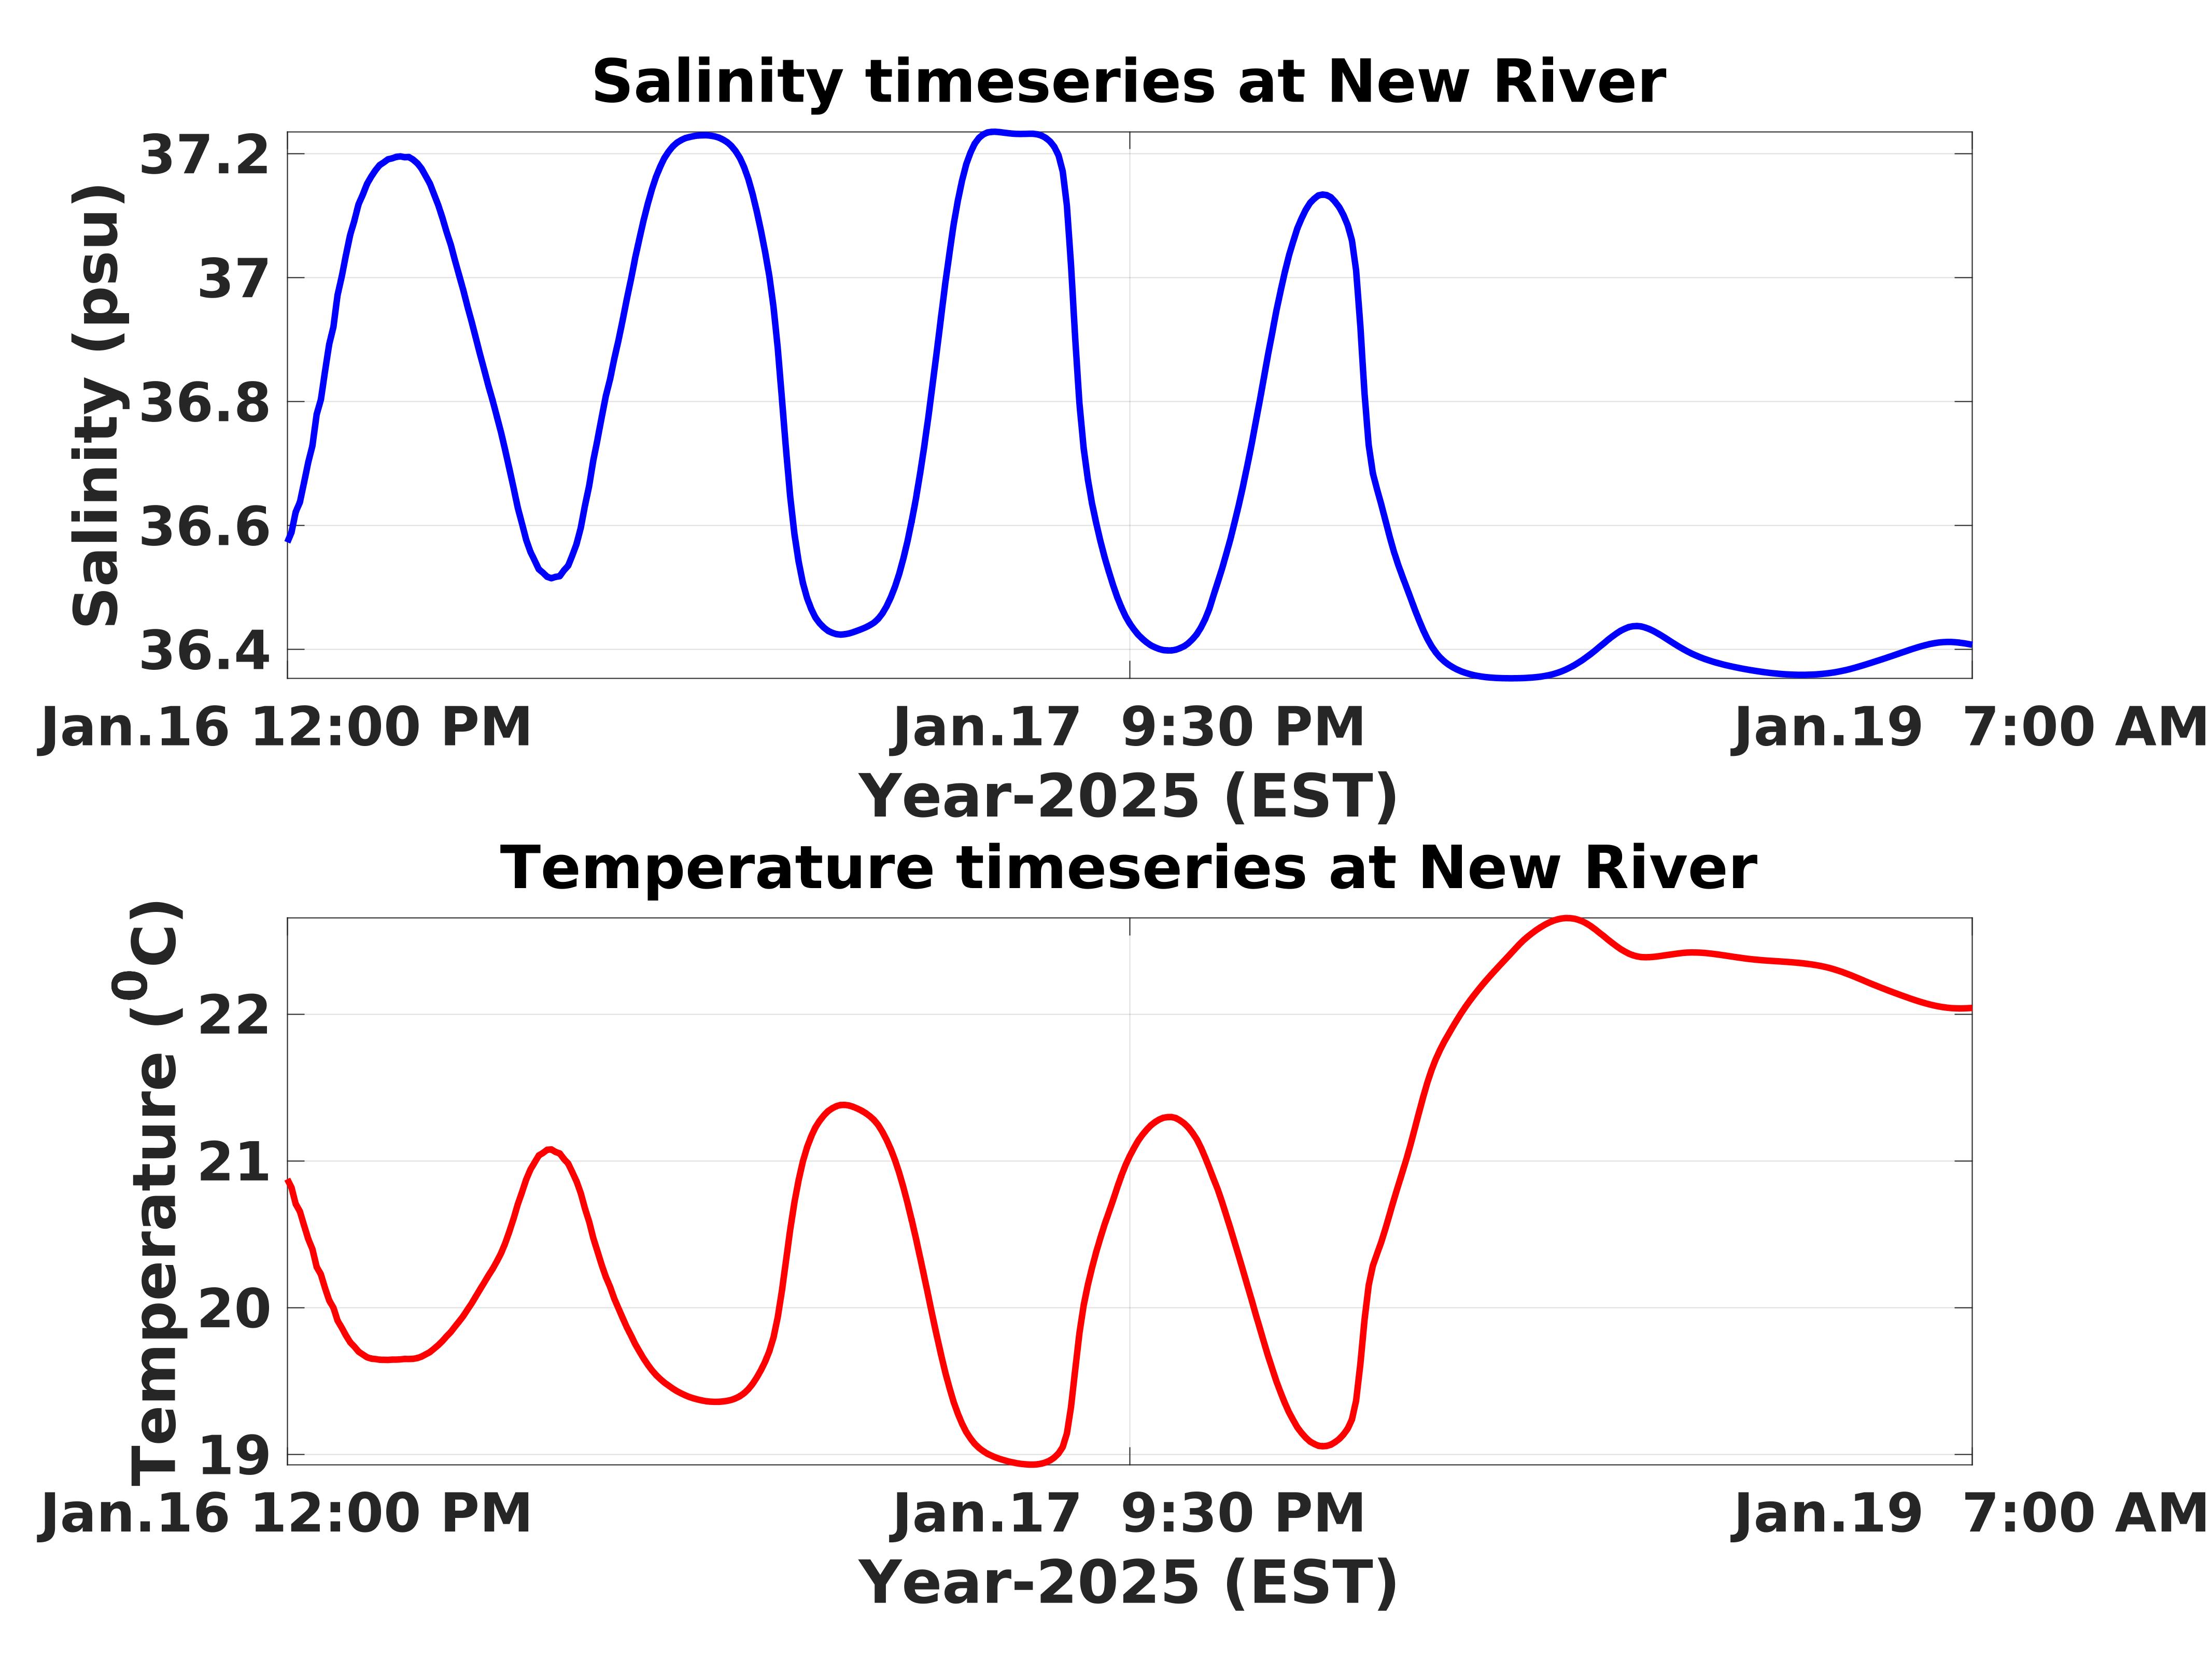 Salinity timeseries at New River
Salinity (psu)
37.2
37
36.8
36.6
36.4
Jan.16 12:00 PM Jan.17 9:30 PM Jan.19 7:00 AM
Year-2025 (EST)
Temperature timeseries at New River
Temperature (⁰C)
22
21
20
19
Jan.16 12:00 PM Jan.17 9:30 PM Jan.19 7:00 AM
Year-2025 (EST)